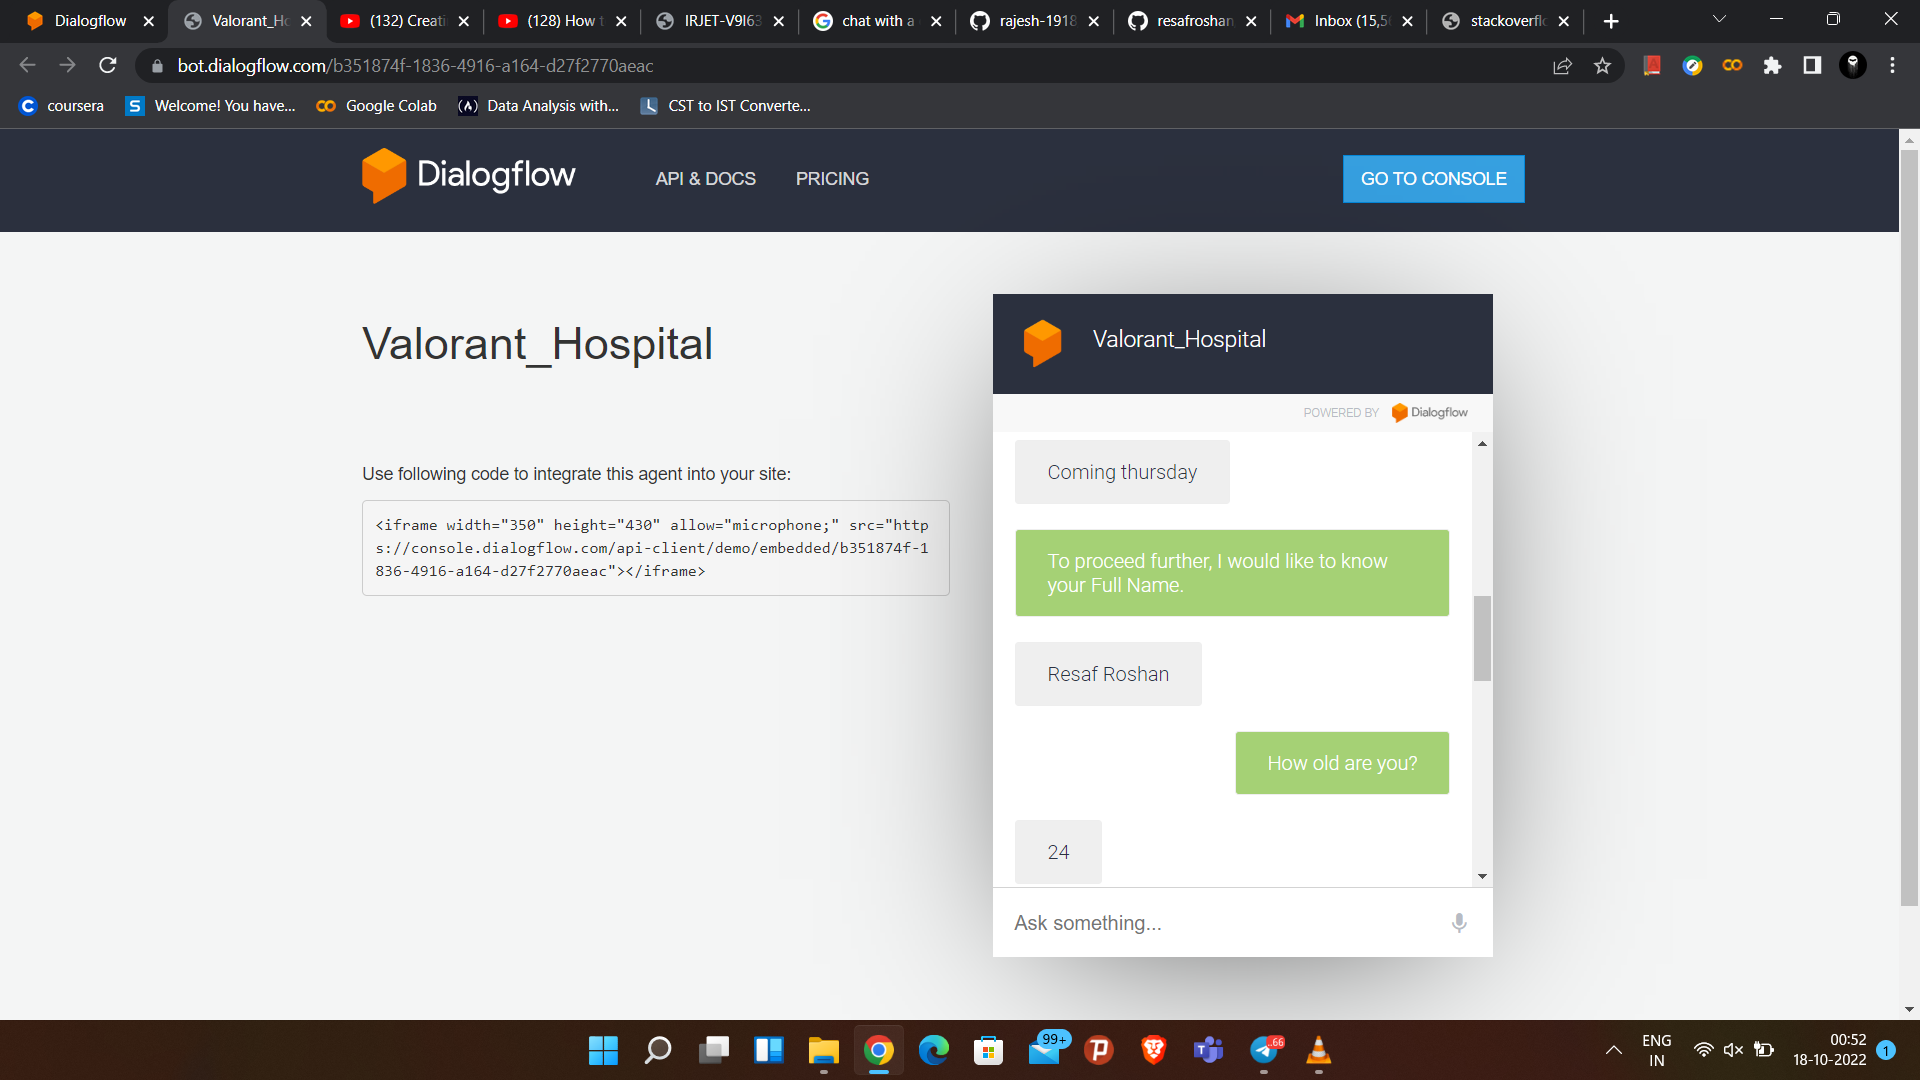 Dialogflow
Valorant_Ho
(132) Creati
(128) How t
IRJET-V9I63
chat with a
rajesh-1918
resafroshan
Inbox (15,5
stackoverflo
bot.dialogflow.com/b351874f-1836-4916-a164-d27f2770aeac
coursera
Welcome! You have...
Google Colab
Data Analysis with...
CST to IST Converte...
Dialogflow
API & DOCS
PRICING
GO TO CONSOLE
Valorant_Hospital
Use following code to integrate this agent into your site:
<iframe width="350" height="430" allow="microphone;" src="http
s://console.dialogflow.com/api-client/demo/embedded/b351874f-1
836-4916-a164-d27f2770aeac"></iframe>
Valorant_Hospital
POWERED BY Dialogflow
Coming thursday
To proceed further, I would like to know
your Full Name.
Resaf Roshan
How old are you?
24
Ask something...
99+
66
ENG
IN
00:52
18-10-2022
1